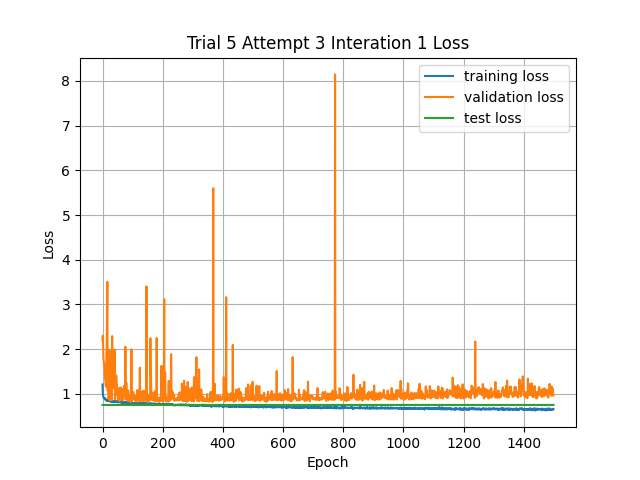 Trial 5 Attempt 3 Interation 1 Loss
training loss
validation loss
test loss
8
7
6
5
4
3
2
1
Loss
0 200 400 600 800 1000 1200 1400
Epoch